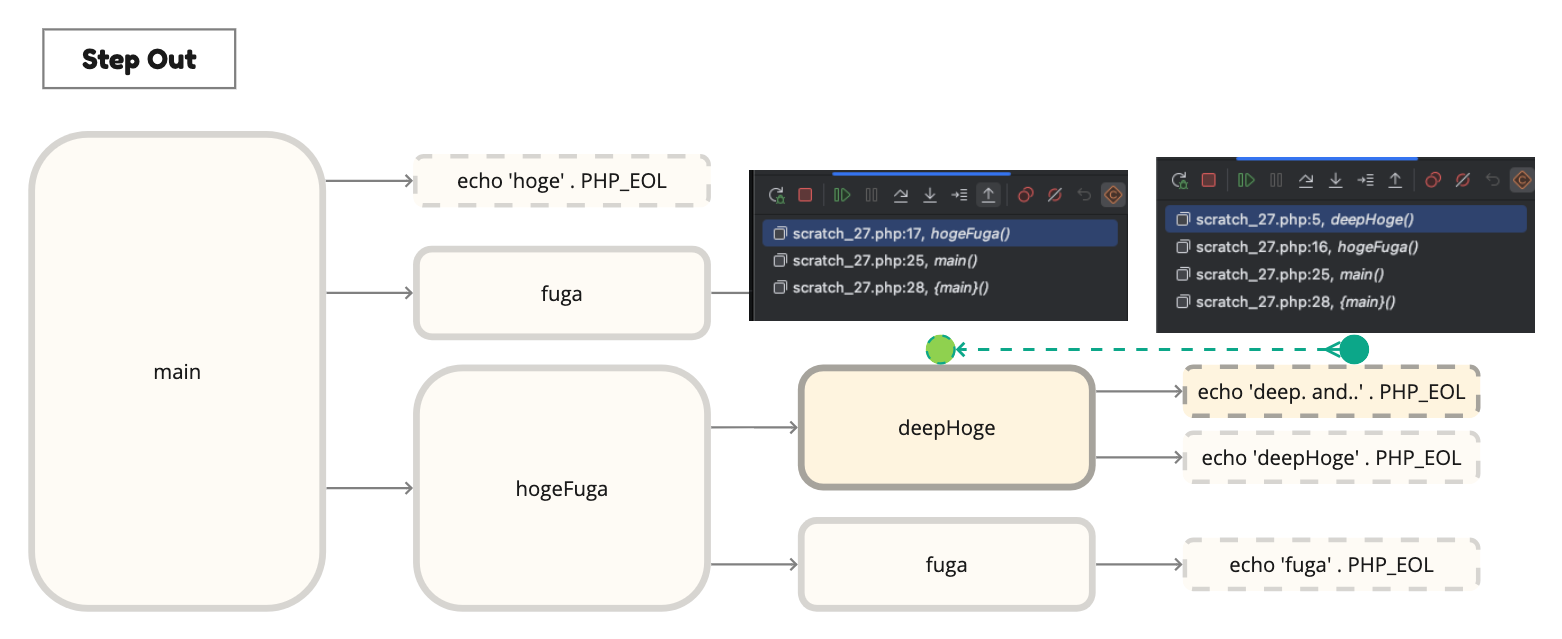 Step Out
main
echo 'hoge' . PHP_EOL
fuga
hogeFuga
scratch_27.php:17, hogeFuga()
scratch_27.php:25, main()
scratch_27.php:28, {main}()
scratch_27.php:5, deepHoge()
scratch_27.php:16, hogeFuga()
scratch_27.php:25, main()
scratch_27.php:28, {main}()
deepHoge
echo 'deep. and..' . PHP_EOL
echo 'deepHoge' . PHP_EOL
fuga
echo 'fuga' . PHP_EOL